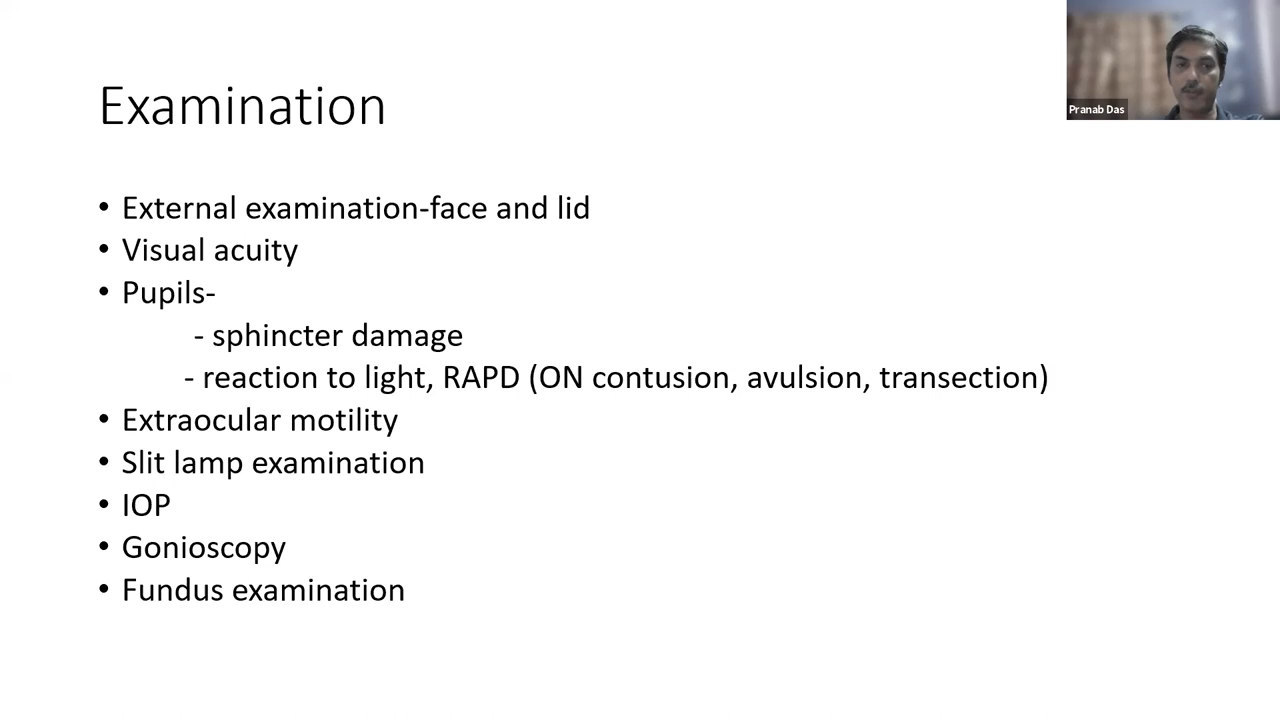 Examination
Pranab Das
• External examination-face and lid
• Visual acuity
• Pupils-
- sphincter damage
- reaction to light, RAPD (ON contusion, avulsion, transection)
• Extraocular motility
• Slit lamp examination
• IOP
• Gonioscopy
• Fundus examination